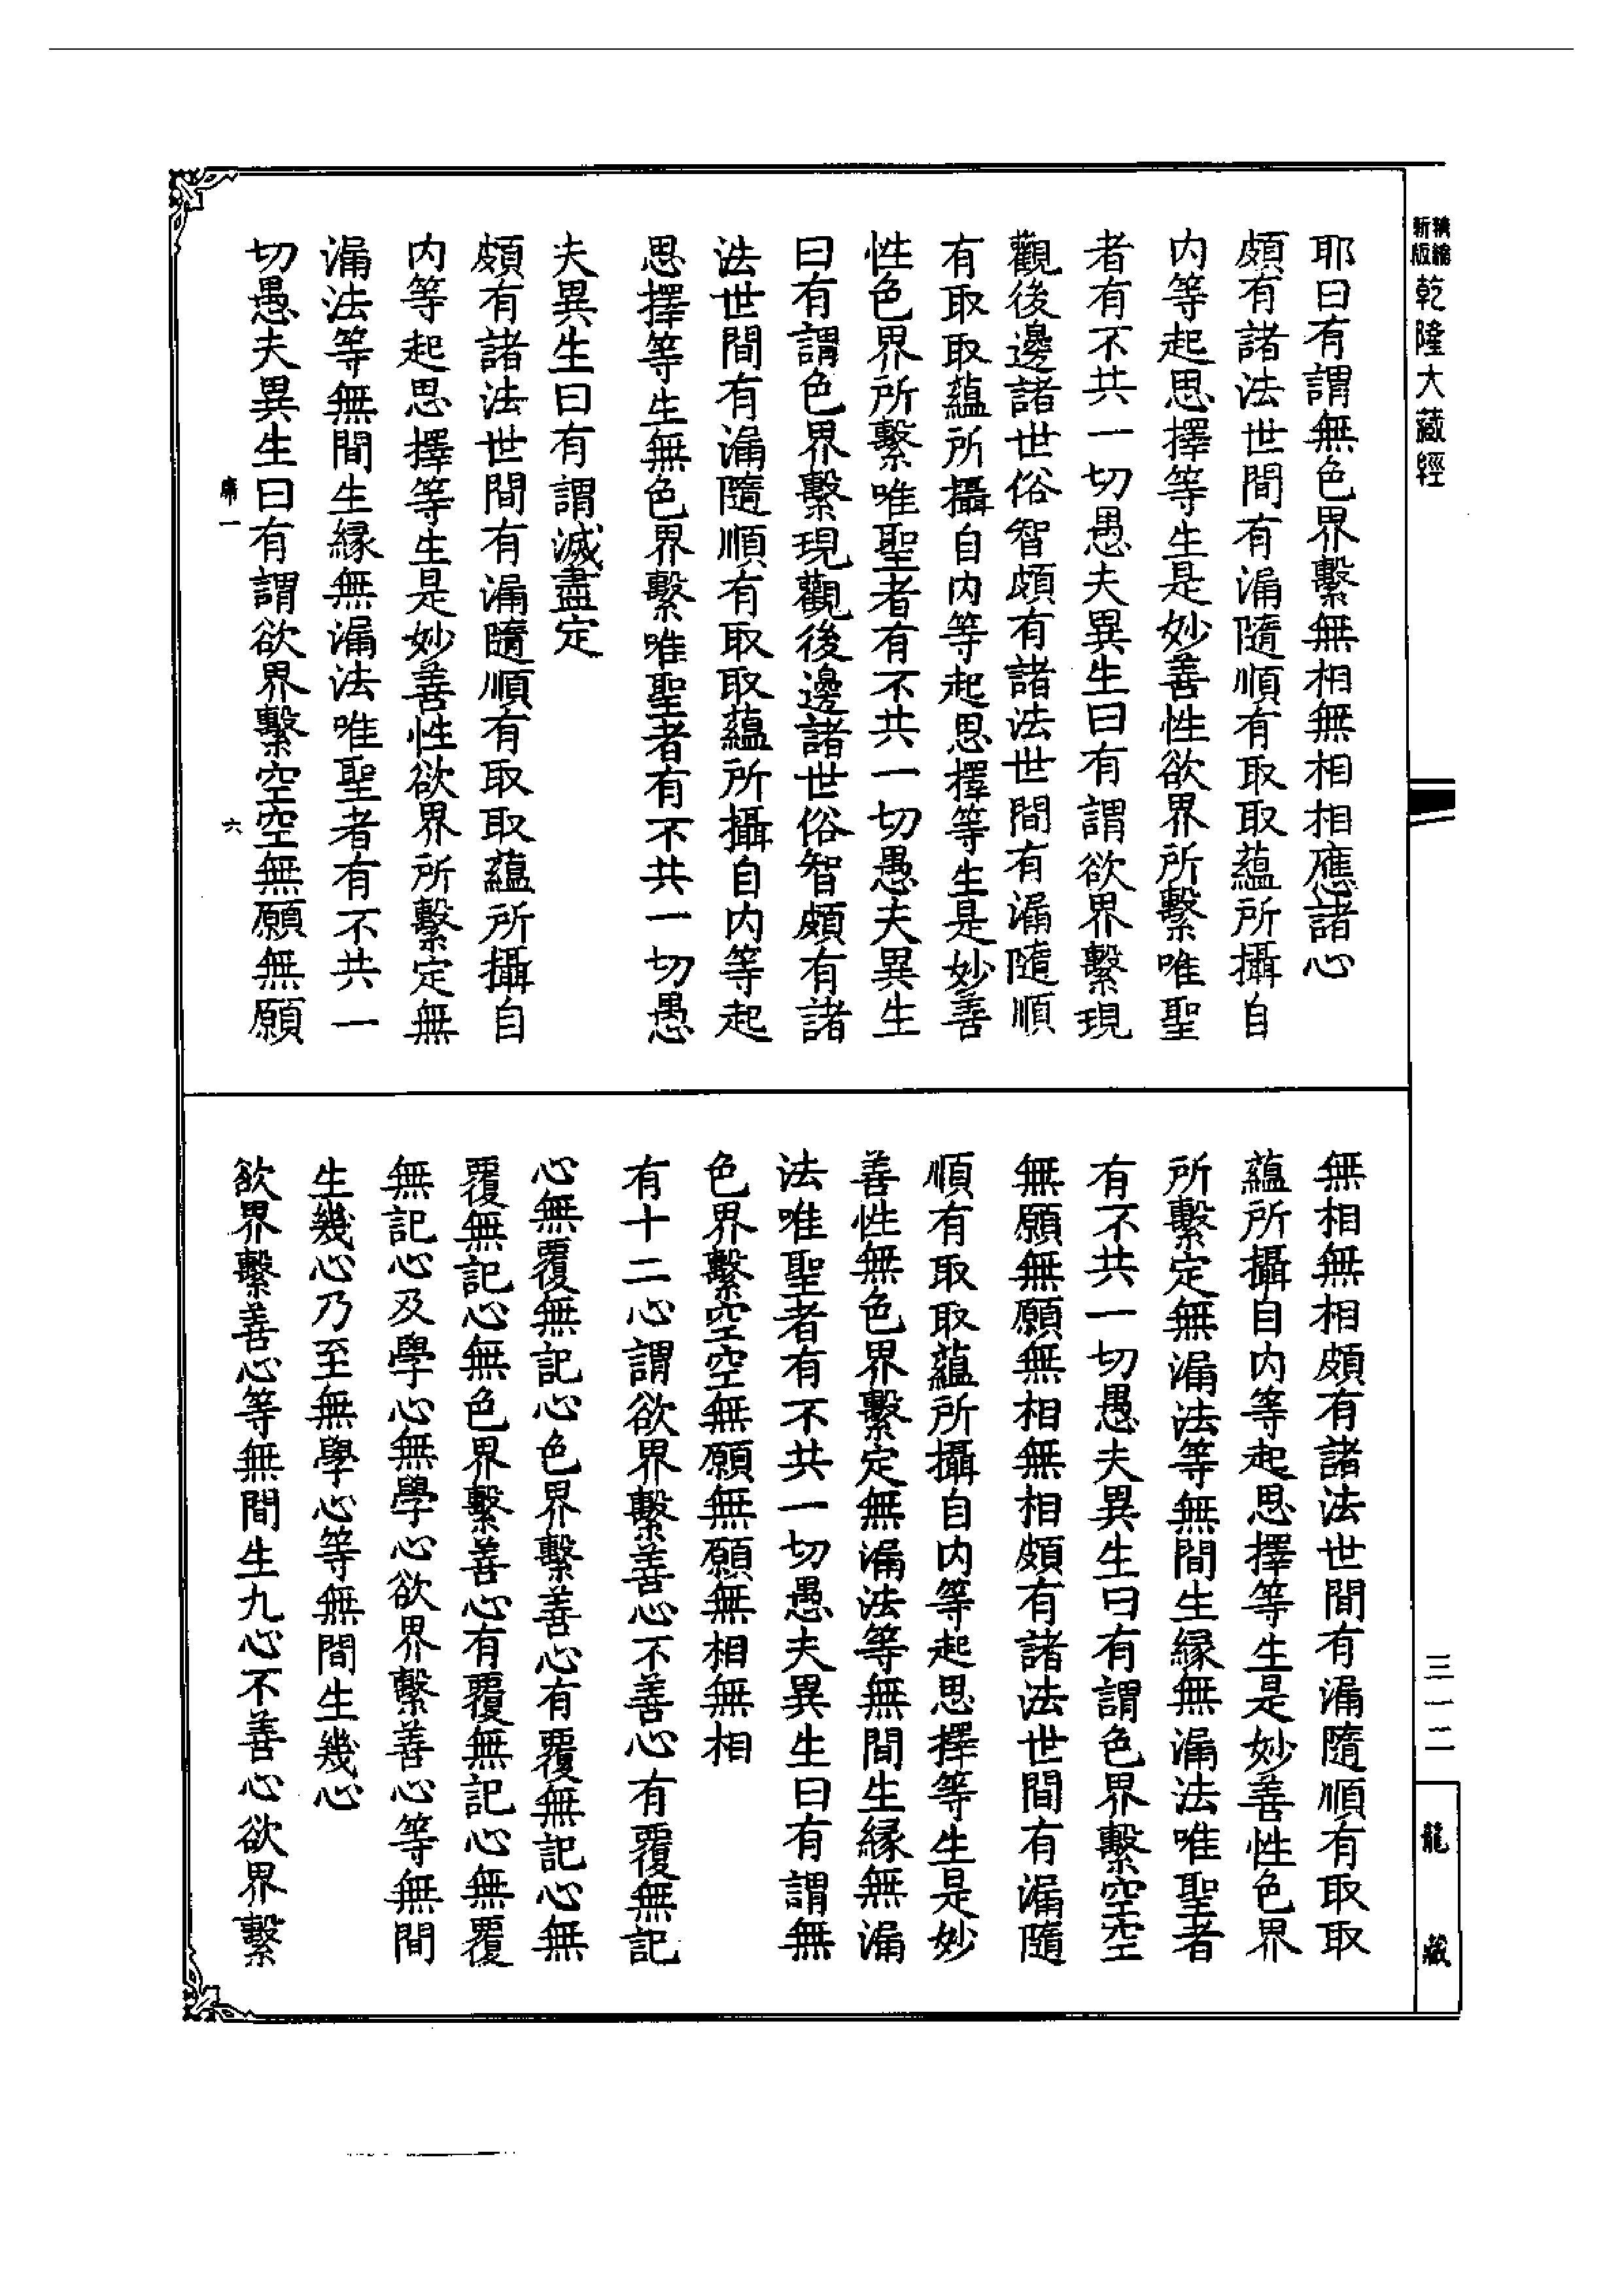 新編縮版乾隆大藏經
耶曰有謂無色界繫無相無相相應諸心
頗有諸法世間有漏隨順有取取蘊所攝自
内等起思擇等生是妙善性欲界所繫唯聖
者有不共一切愚夫異生曰有謂欲界繫現
觀後邊諸世俗智頗有諸法世間有漏隨順
有取取蘊所攝自内等起思擇等生是妙善
性色界所繫唯聖者有不共一切愚夫異生
曰有謂色界繫現觀後邊諸世俗智頗有諸
法世間有漏隨順有取取蘊所攝自内等起
思擇等生無色界繫唯聖者有不共一切愚
夫異生曰有謂滅盡定
頗有諸法世間有漏隨順有取取蘊所攝自
内等起思擇等生是妙善性欲界所繫定無
漏法等無間生緣無漏法唯聖者有不共一
切愚夫異生曰有謂欲界繫空空無願無願
六
無相無相頗有諸法世間有漏隨順有取取
蘊所攝自内等起思擇等生是妙善性色界
所繫定無漏法等無間生緣無漏法唯聖者
有不共一切愚夫異生曰有謂色界繫空空
無願無願無相無相頗有諸法世間有漏隨
順有取取蘊所攝自内等起思擇等生是妙
善性無色界繫定無漏法等無間生緣無漏
法唯聖者有不共一切愚夫異生曰有謂無
色界繫空空無願無願無相無相
有十二心謂欲界繫善心不善心有覆無記
心無覆無記心色界繫善心有覆無記心無
覆無記心無色界繫善心有覆無記心無覆
無記心及學心無學心欲界繫善心等無間
生幾心乃至無學心等無間生幾心
欲界繫善心等無間生九心不善心欲界繫
三一二
龍藏